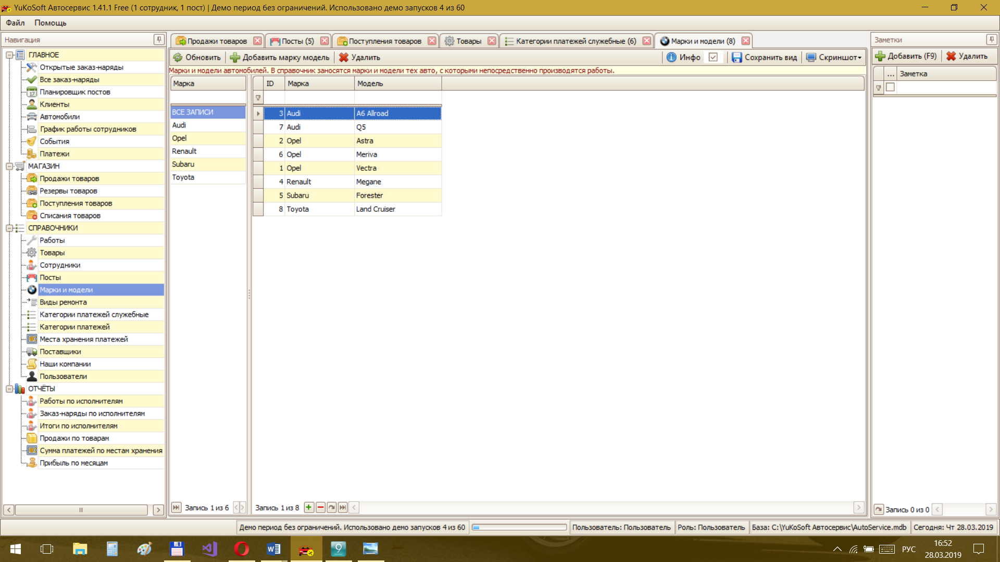 YuKoSoft Автосервис 1.41.1 Free (1 сотрудник, 1 пост) | Демо период без ограничений. Использовано демо запусков 4 из 60
Файл Помощь
Навигация
ГЛАВНОЕ
Открытые заказ-наряды
Все заказ-наряды
17 Планировщик постов
Клиенты
Автомобили
График работы сотрудников
События
Платежи
МАГАЗИН
Продажи товаров
Резервы товаров
Поступления товаров
Списания товаров
СПРАВОЧНИКИ
Работы
Товары
Сотрудники
Посты
Марки и модели
Виды ремонта
Категории платежей служебные
Категории платежей
Места хранения платежей
Поставщики
Наши компании
Пользователи
ОТЧЁТЫ
Работы по исполнителям
Заказ-наряды по исполнителям
Итоги по исполнителям
Продажи по товарам
Сумма платежей по местам хранения
Прибыль по месяцам
Продажи товаров Посты (5) Поступления товаров Товары Категории платежей служебные (6) Марки и модели (8)
Обновить Добавить марку модель Удалить Инфо Сохранить вид Скриншот
Марки и модели автомобилей. В справочник заносятся марки и модели тех авто, с которыми непосредственно производятся работы.
Марка
ВСЕ ЗАПИСИ
Audi
Opel
Renault
Subaru
Toyota
Запись 1 из 6
ID Марка Модель
3 Audi A6 Allroad
7 Audi Q5
2 Opel Astra
6 Opel Meriva
1 Opel Vectra
4 Renault Megane
5 Subaru Forester
8 Toyota Land Cruiser
Запись 1 из 8
Заметки
Добавить (F9) Удалить
... Заметка
Запись 0 из 0
Демо период без ограничений. Использовано демо запусков 4 из 60 Пользователь: Пользователь Роль: Пользователь База: C:\YuKoSoft Автосервис\AutoService.mdb Сегодня: Чт 28.03.2019
9 РУС 16:52
28.03.2019